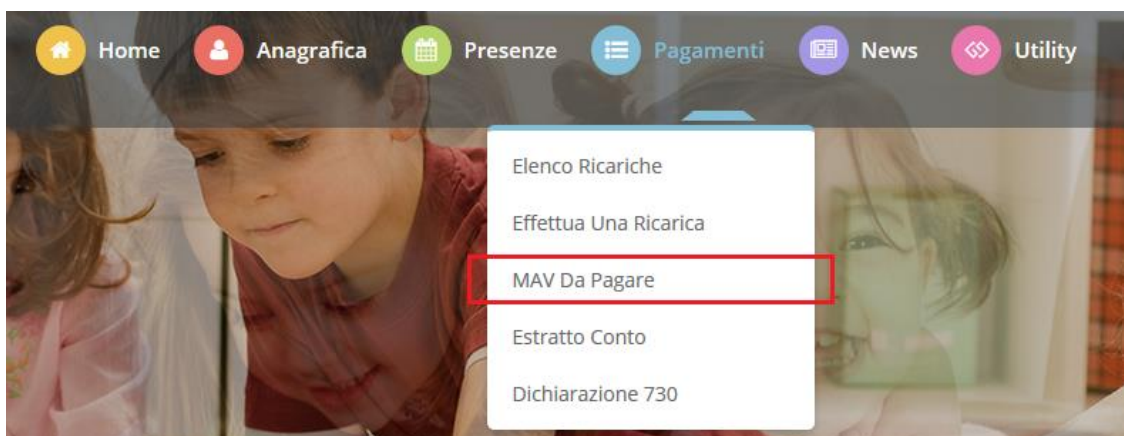 Home Anagrafica Presenze Pagamenti News Utility
Elenco Ricariche
Effettua Una Ricarica
MAV Da Pagare
Estratto Conto
Dichiarazione 730